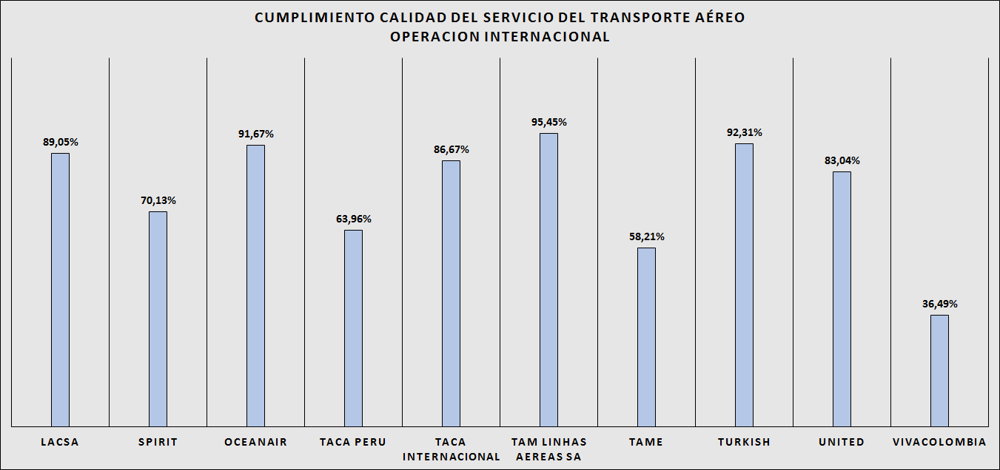 CUMPLIMIENTO CALIDAD DEL SERVICIO DEL TRANSPORTE AÉREO
OPERACION INTERNACIONAL
89,05%
70,13%
91,67%
63,96%
86,67%
95,45%
58,21%
92,31%
83,04%
36,49%
LACSA
SPIRIT
OCEANAIR
TACA PERU
TACA
INTERNACIONAL
TAM LINHAS
AEREAS SA
TAME
TURKISH
UNITED
VIVACOLOMBIA